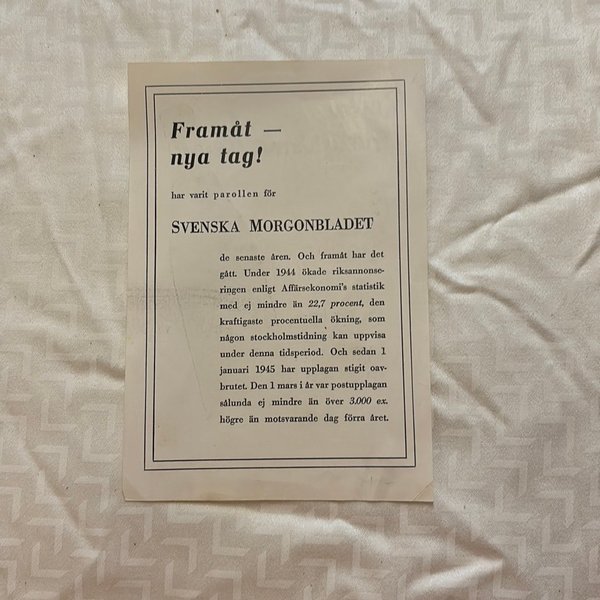 Framåt —
nya tag!
har varit parollen för
SVENSKA MORGONBLADET
de senaste åren. Och framåt har det
gått. Under 1944 ökade riksannonse-
ringen enligt Affärsekonomi's statistik
med ej mindre än 22,7 procent, den
kraftigaste procentuella ökning, som
någon stockholmstidning kan uppvisa
under denna tidsperiod. Och sedan 1
januari 1945 har upplagan stigit oav-
brutet. Den 1 mars i år var postupplagan
sålunda ej mindre än över 3.000 ex.
högre än motsvarande dag förra året.